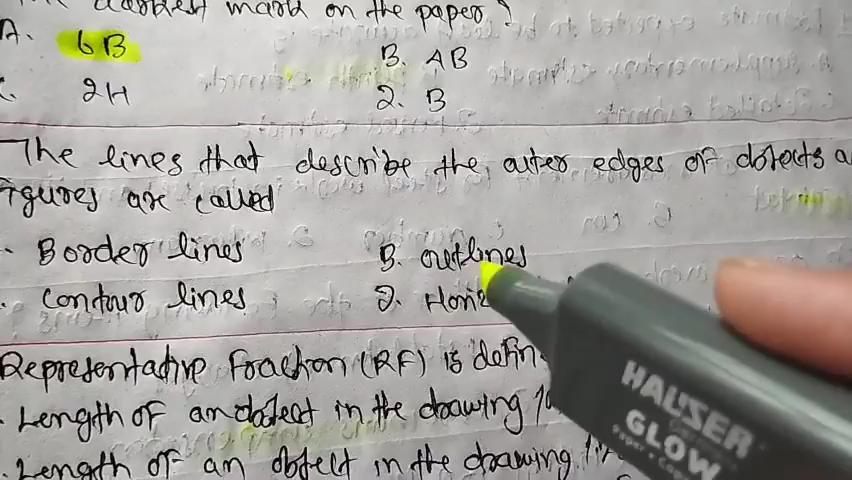 darkest mark on the paper?
A. 6B B. AB
2H D. B
The lines that describe the outer edges of objects a
Figures are called
Border lines B. outlines
contour lines D. Hori
Representative Fraction (RF) is defin
Length of an object in the drawing
Length of an object in the drawing
HAUSER
GLOW